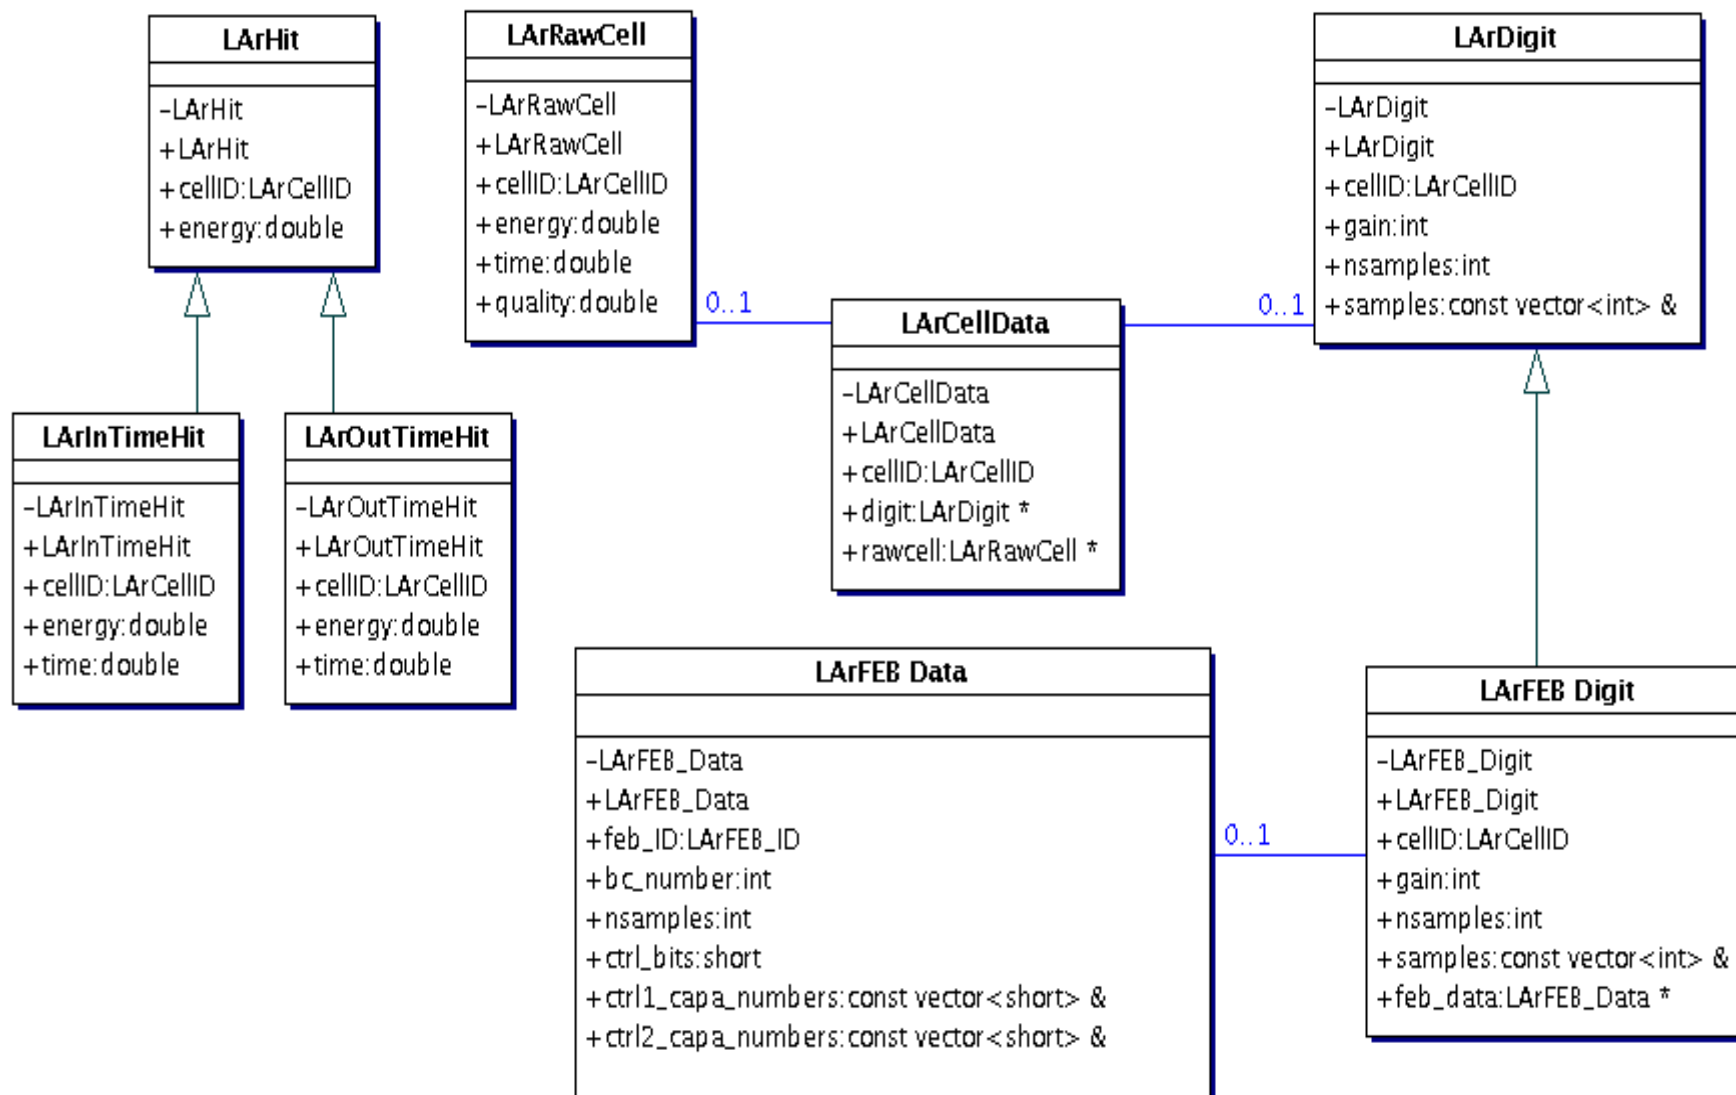 LArHit
-LArHit
+LArHit
+cellID:LArCellID
+energy:double
LArRawCell
-LArRawCell
+LArRawCell
+cellID:LArCellID
+energy:double
+time:double
+quality:double
0..1
LArCellData
-LArCellData
+LArCellData
+cellID:LArCellID
+digit:LArDigit *
+rawcell:LArRawCell *
0..1
LArDigit
-LArDigit
+LArDigit
+cellID:LArCellID
+gain:int
+nsamples:int
+samples:const vector<int> &
LArInTimeHit
-LArInTimeHit
+LArInTimeHit
+cellID:LArCellID
+energy:double
+time:double
LArOutTimeHit
-LArOutTimeHit
+LArOutTimeHit
+cellID:LArCellID
+energy:double
+time:double
LArFEB Data
-LArFEB_Data
+LArFEB_Data
+feb_ID:LArFEB_ID
+bc_number:int
+nsamples:int
+ctrl_bits:short
+ctrl1_capa_numbers:const vector<short> &
+ctrl2_capa_numbers:const vector<short> &
0..1
LArFEB Digit
-LArFEB_Digit
+LArFEB_Digit
+cellID:LArCellID
+gain:int
+nsamples:int
+samples:const vector<int> &
+feb_data:LArFEB_Data *